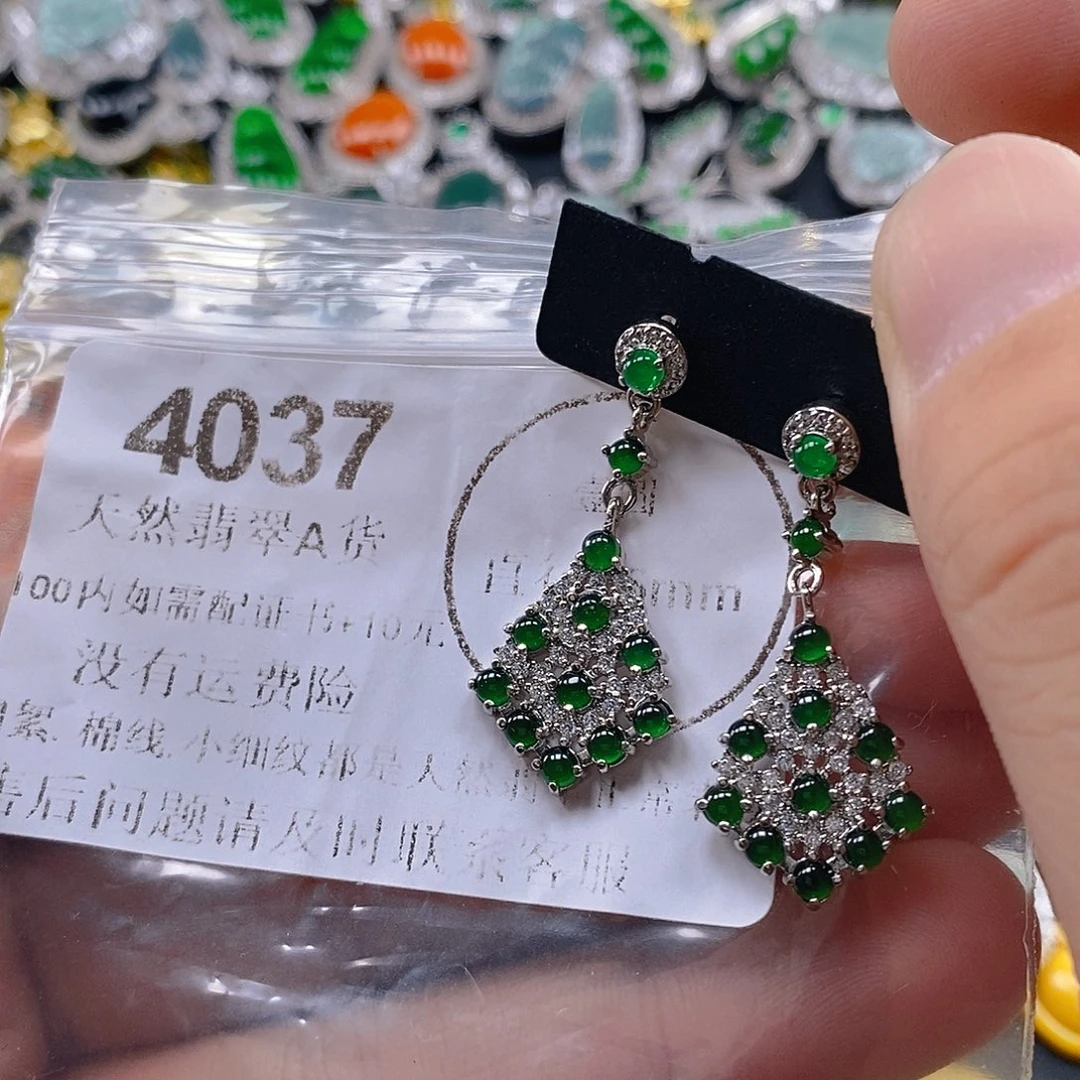 4037
天然翡翠A货
100内如需配证书+10元
没有运费险
絮.棉线.小细纹都是天然
售后问题请及时联系客服
mm